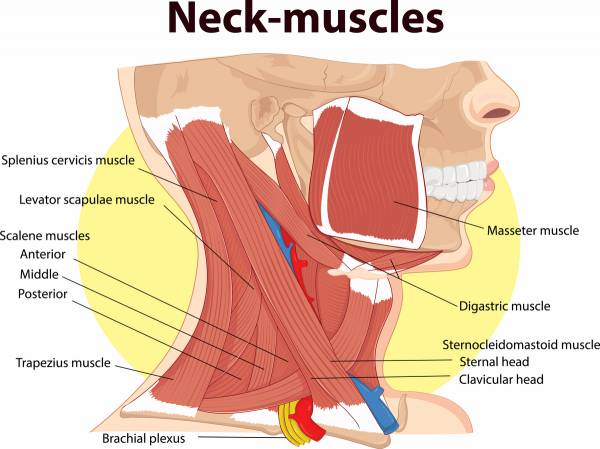 Neck-muscles
Splenius cervicis muscle
Levator scapulae muscle
Scalene muscles
Anterior
Middle
Posterior
Trapezius muscle
Brachial plexus
Masseter muscle
Digastric muscle
Sternocleidomastoid muscle
Sternal head
Clavicular head